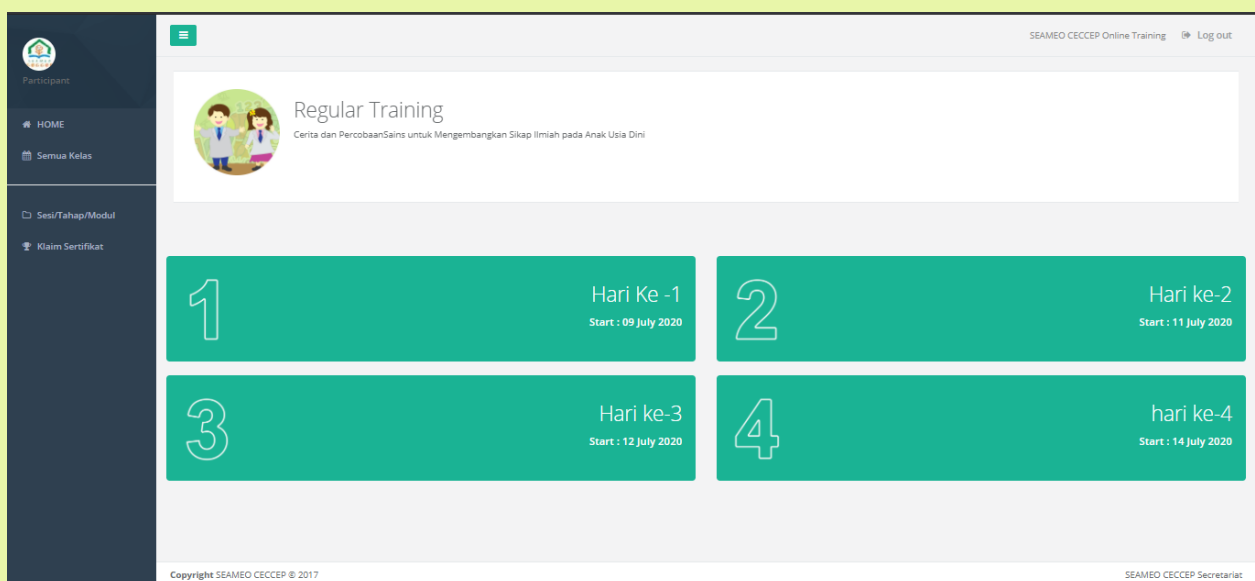 Participant
HOME
Semua Kelas
Sesi/Tahap/Modul
Klaim Sertifikat
SEAMEO CECCEP Online Training
Log out
Regular Training
Cerita dan PercobaanSains untuk Mengembangkan Sikap Ilmiah pada Anak Usia Dini
1
Hari Ke -1
Start : 09 July 2020
2
Hari ke-2
Start : 11 July 2020
3
Hari ke-3
Start : 12 July 2020
4
hari ke-4
Start : 14 July 2020
Copyright SEAMEO CECCEP © 2017
SEAMEO CECCEP Secretariat